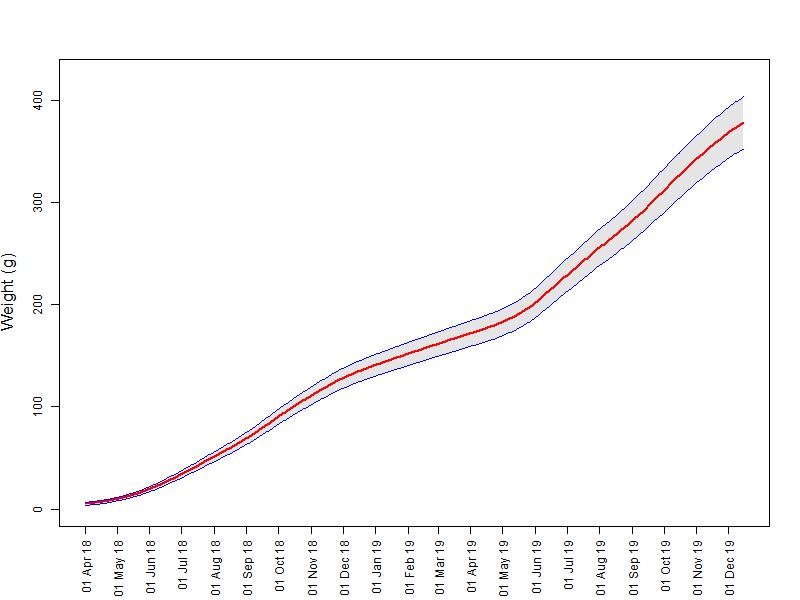 Weight (g)
400
300
200
100
0
01 Apr 18
01 May 18
01 Jun 18
01 Jul 18
01 Aug 18
01 Sep 18
01 Oct 18
01 Nov 18
01 Dec 18
01 Jan 19
01 Feb 19
01 Mar 19
01 Apr 19
01 May 19
01 Jun 19
01 Jul 19
01 Aug 19
01 Sep 19
01 Oct 19
01 Nov 19
01 Dec 19